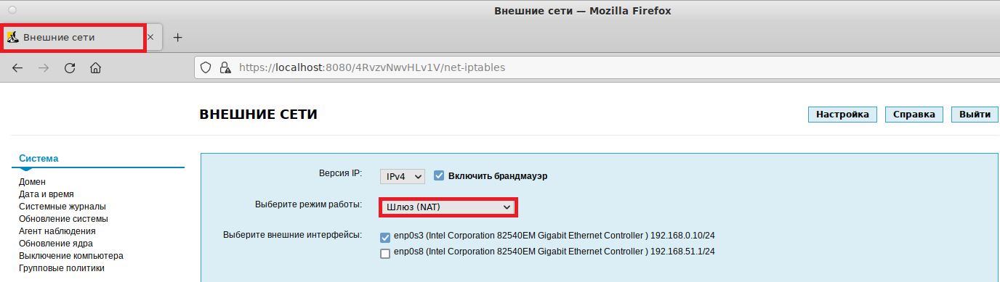 Внешние сети — Mozilla Firefox
Внешние сети
https://localhost:8080/4RvzvNwvHLv1V/net-iptables
ВНЕШНИЕ СЕТИ
Настройка Справка Выйти
Система
Домен
Дата и время
Системные журналы
Обновление системы
Агент наблюдения
Обновление ядра
Выключение компьютера
Групповые политики
Версия IP: IPv4 Включить брандмауэр
Выберите режим работы: Шлюз (NAT)
Выберите внешние интерфейсы: enp0s3 (Intel Corporation 82540EM Gigabit Ethernet Controller ) 192.168.0.10/24
enp0s8 (Intel Corporation 82540EM Gigabit Ethernet Controller ) 192.168.51.1/24